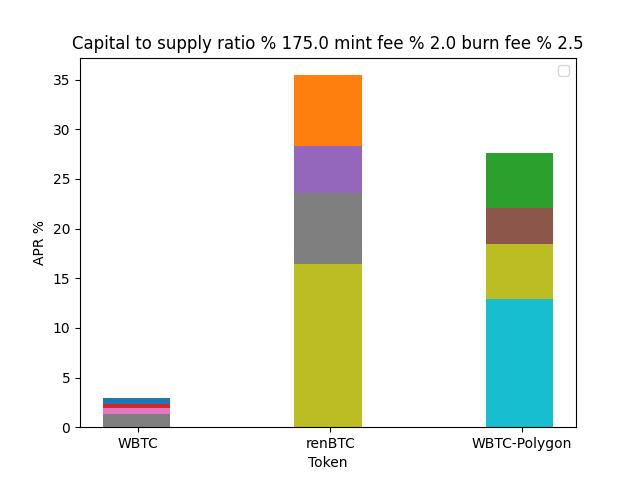 Capital to supply ratio % 175.0 mint fee % 2.0 burn fee % 2.5
35
30
25
20
15
10
5
0
APR %
WBTC renBTC WBTC-Polygon
Token